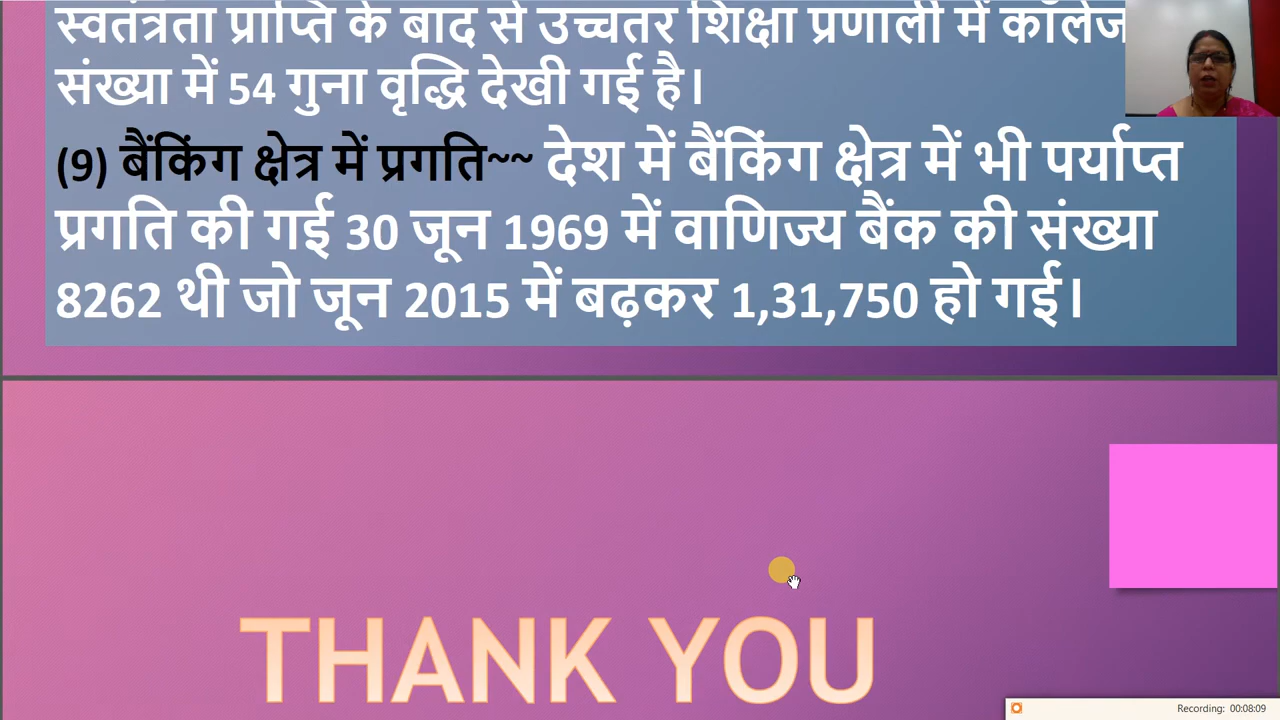 स्वतंत्रता प्राप्ति के बाद से उच्चतर शिक्षा प्रणाली में कॉलेज
संख्या में 54 गुना वृद्धि देखी गई है।
(9) बैंकिंग क्षेत्र में प्रगति~~ देश में बैंकिंग क्षेत्र में भी पर्याप्त
प्रगति की गई 30 जून 1969 में वाणिज्य बैंक की संख्या
8262 थी जो जून 2015 में बढ़कर 1,31,750 हो गई।
THANK YOU
Recording: 00:08:09